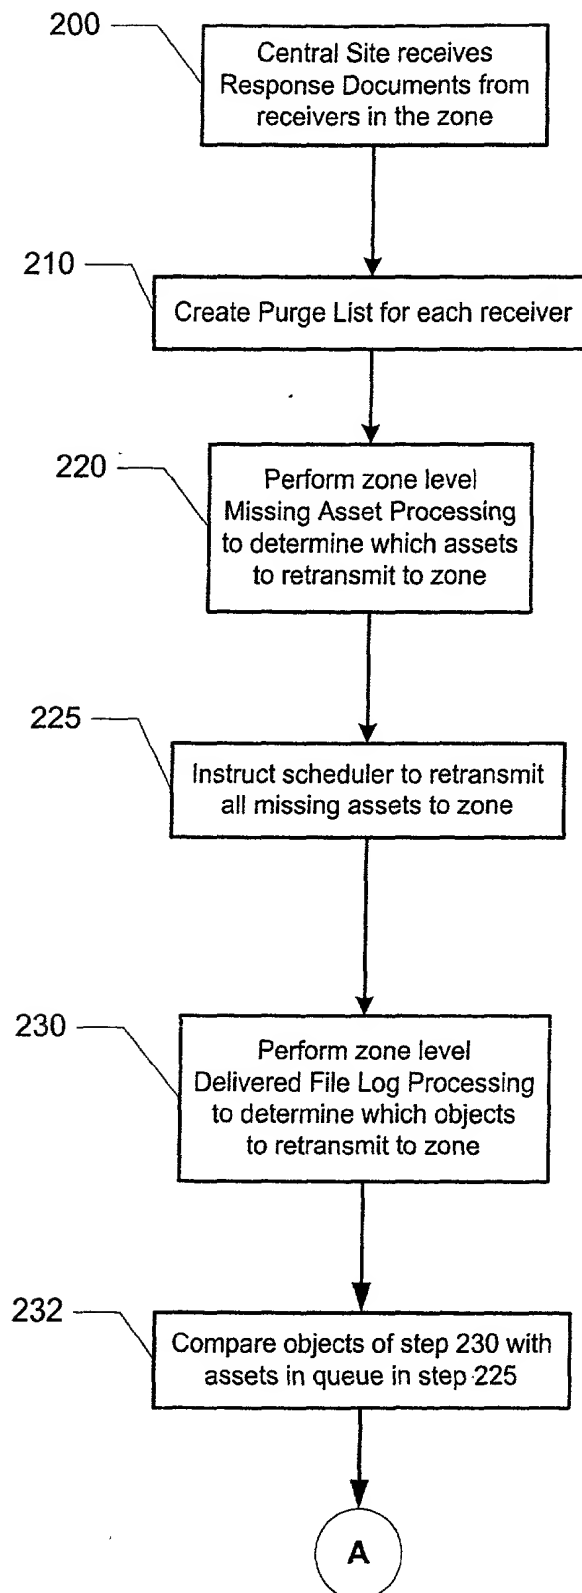 200
Central Site receives
Response Documents from
receivers in the zone
210
Create Purge List for each receiver
220
Perform zone level
Missing Asset Processing
to determine which assets
to retransmit to zone
225
Instruct scheduler to retransmit
all missing assets to zone
230
Perform zone level
Delivered File Log Processing
to determine which objects
to retransmit to zone
232
Compare objects of step 230 with
assets in queue in step 225
A